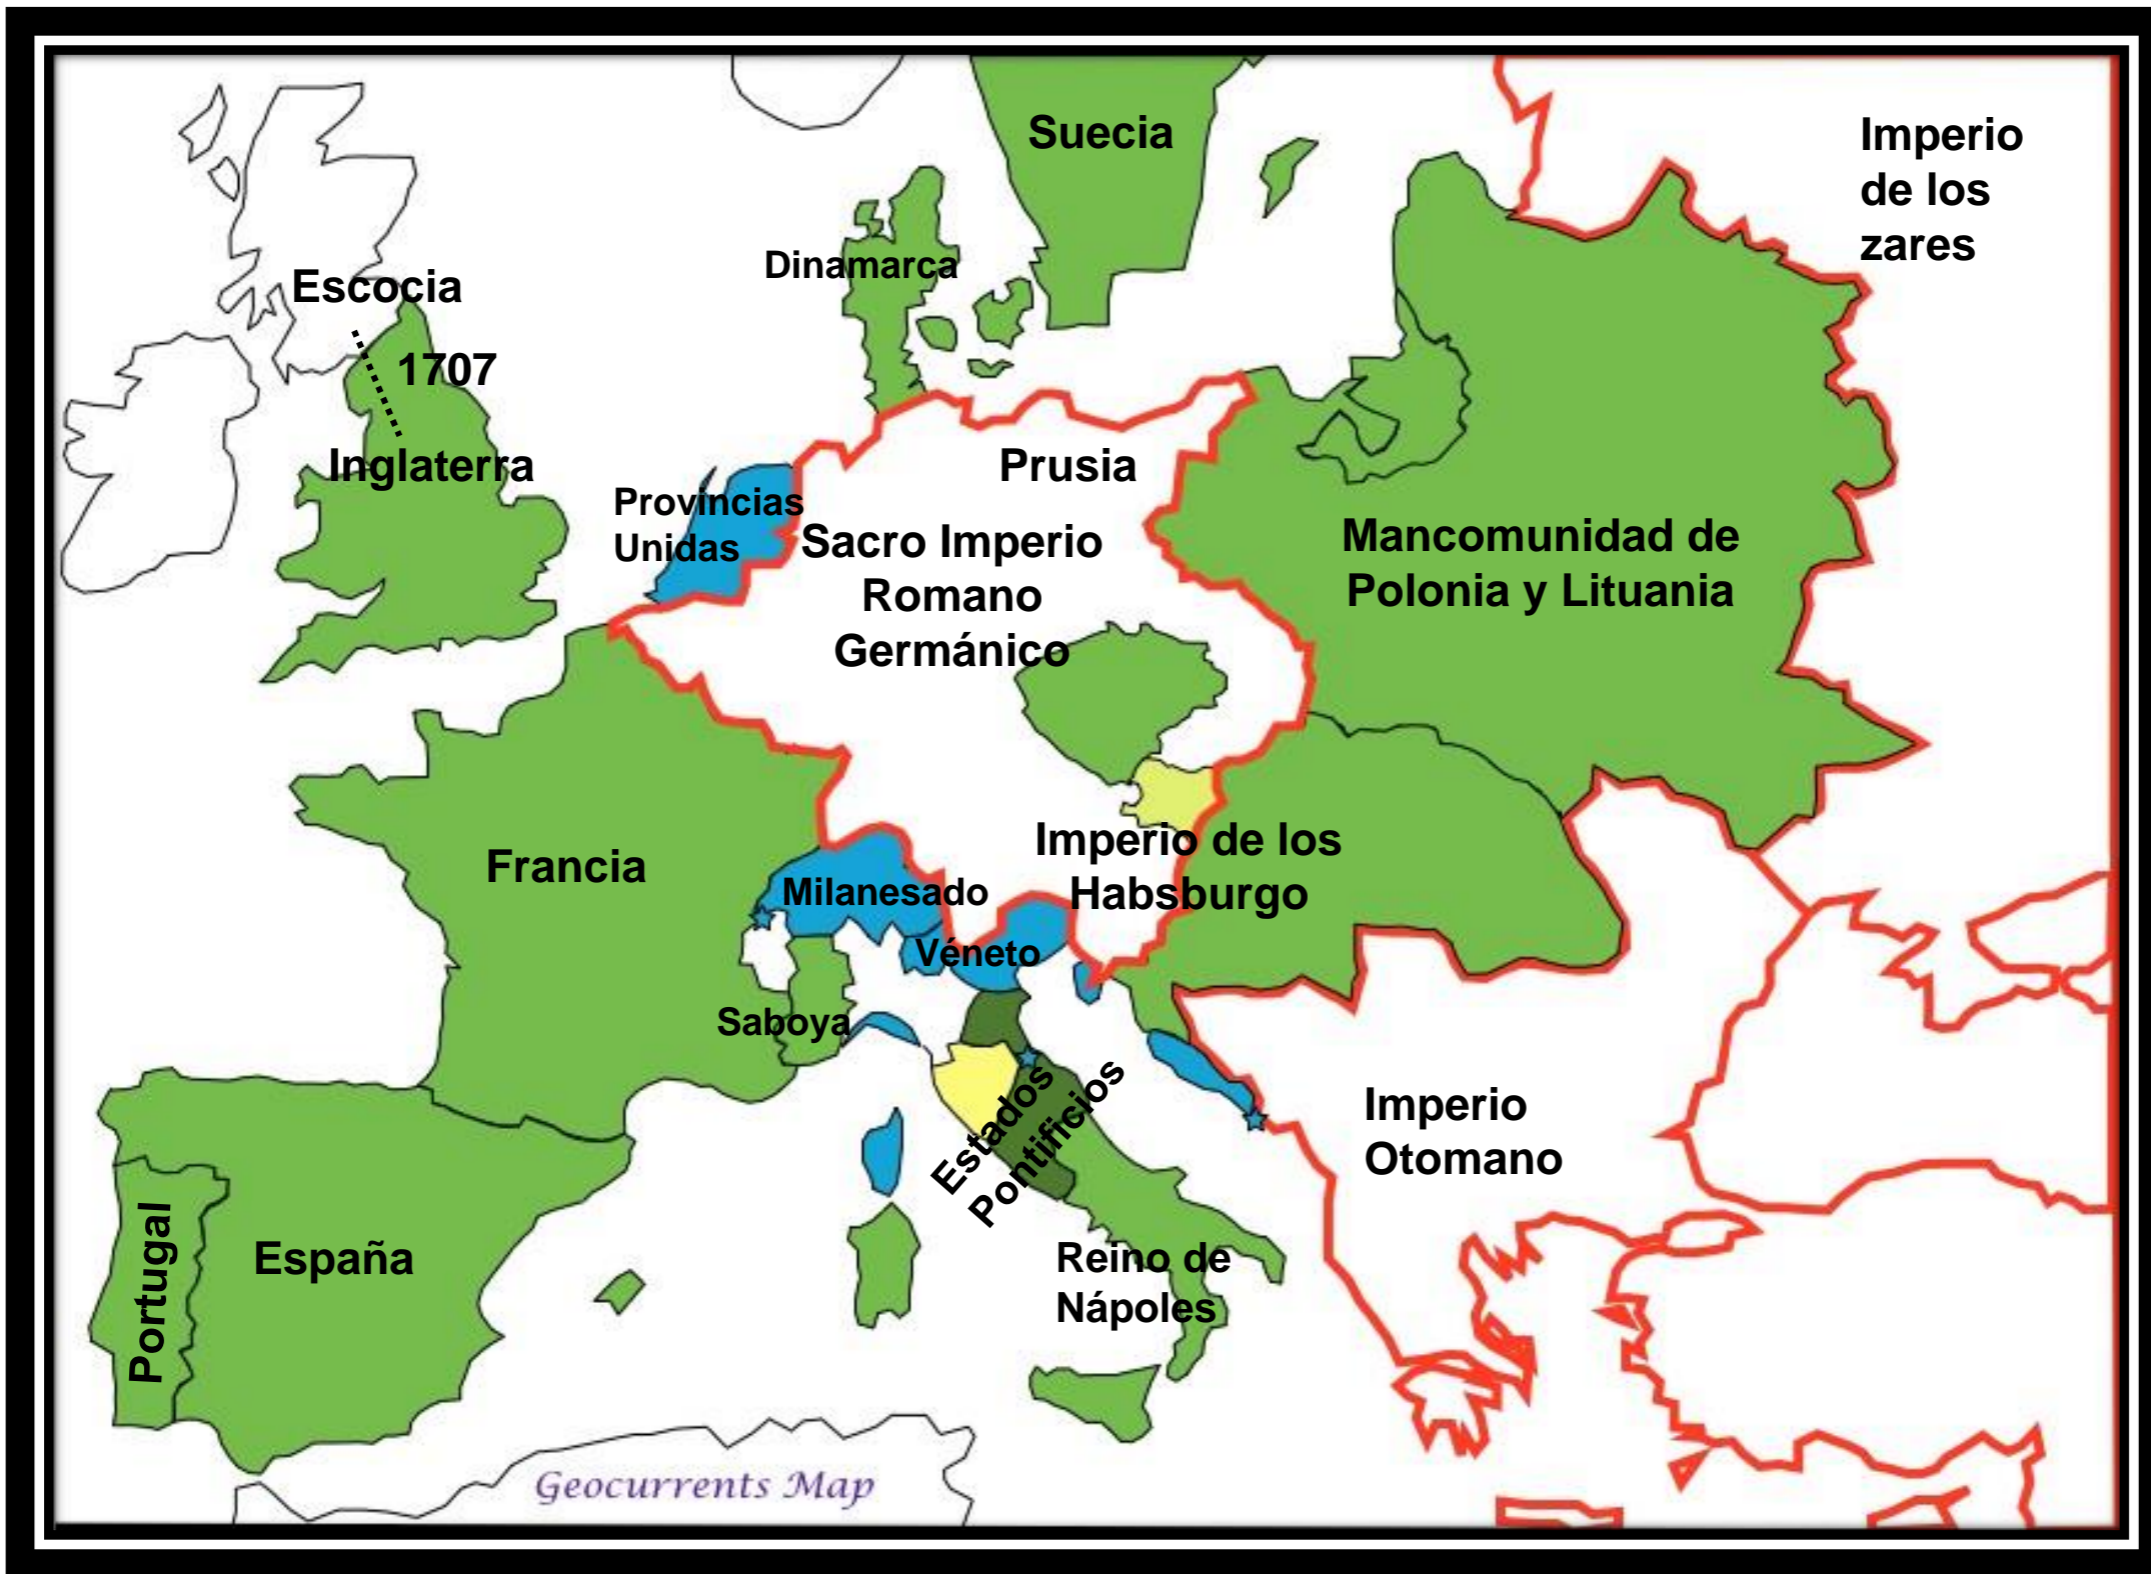 Suecia
Imperio
de los
zares
Dinamarca
Escocia
1707
Inglaterra
Prusia
Provincias
Unidas
Sacro Imperio
Romano
Germánico
Mancomunidad de
Polonia y Lituania
Francia
Imperio de los
Habsburgo
Milanesado
Véneto
Saboya
Estados
Pontificios
Imperio
Otomano
Portugal
España
Reino de
Nápoles
Geocurrents Map